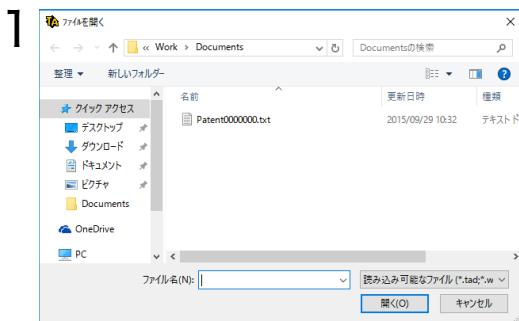 1
ファイルを開く
« Work › Documents
Documentsの検索
整理 ▼ 新しいフォルダー
名前 更新日時 種類
クイック アクセス
デスクトップ
ダウンロード
ドキュメント
ピクチャ
Documents
OneDrive
PC
Patent0000000.txt 2015/09/29 10:32 テキストド
ファイル名(N):
読み込み可能なファイル (*.tad;*.w
開く(O) キャンセル